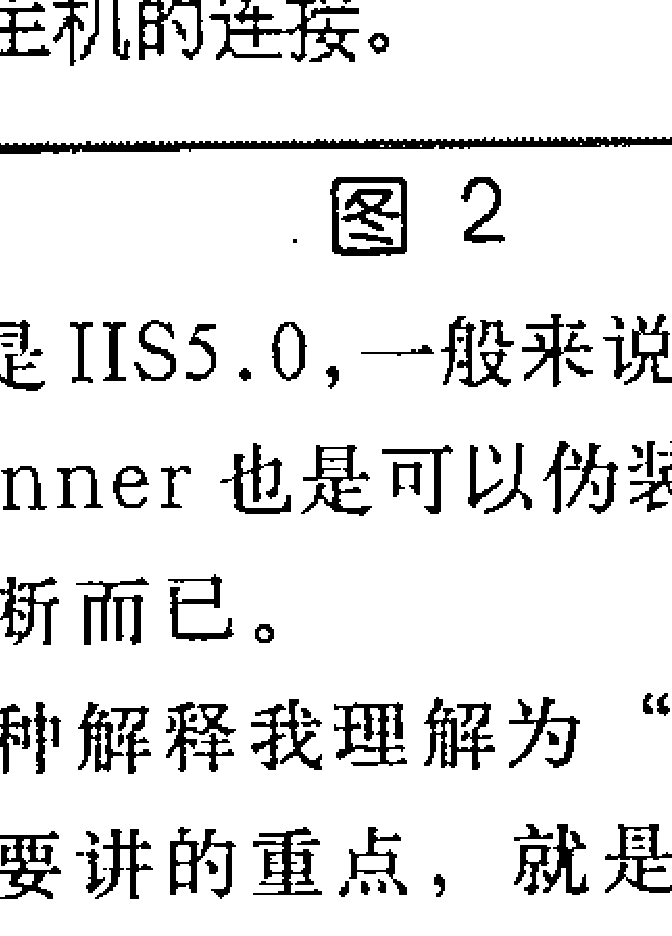 主机的连接。
图 2
是 IIS5.0,一般来说
nner 也是可以伪装
断而已。
种解释我理解为“
要讲的重点，就是